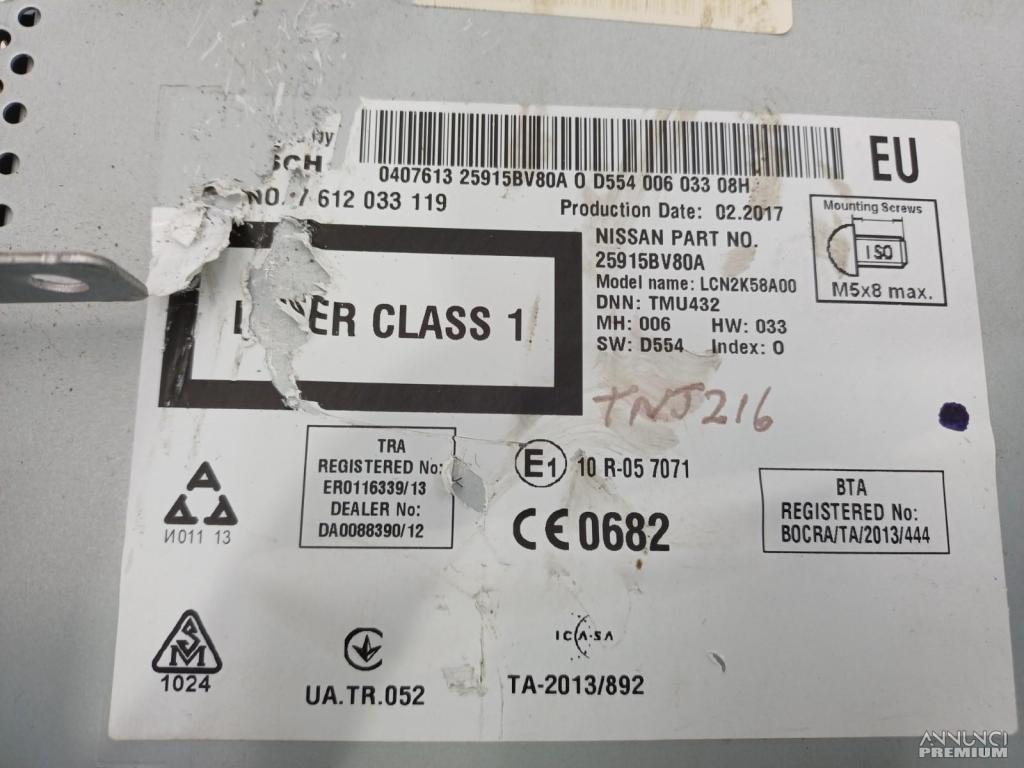 by
SCH
0407613 25915BV80A 0 D554 006 033 08H
EU
NO. 7 612 033 119
Production Date: 02.2017
NISSAN PART NO.
25915BV80A
Model name: LCN2K58A00
DNN: TMU432
MH: 006 HW: 033
SW: D554 Index: 0
Mounting Screws
ISO
M5x8 max.
CLASS 1
TNJ216
TRA
REGISTERED No:
ER0116339/13
DEALER No:
DA0088390/12
E1 10 R-05 7071
CE0682
BTA
REGISTERED No:
BOCRA/TA/2013/444
И011 13
1024
UA.TR.052
ICASA
TA-2013/892
ANNUNCI
PREMIUM